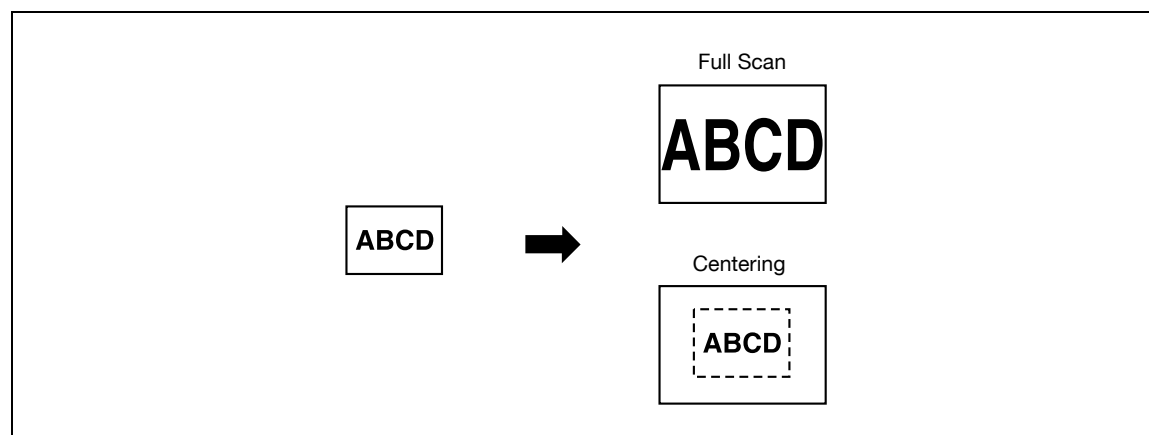 Full Scan
ABCD
ABCD
Centering
ABCD